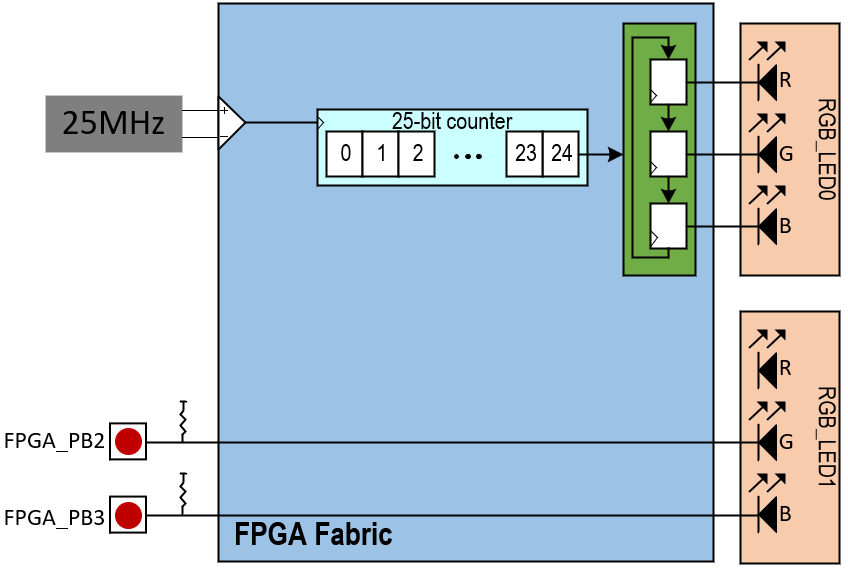 25MHz
+
−
25-bit counter
0 1 2 ... 23 24
R
G
B
RGB_LED0
R
G
B
RGB_LED1
FPGA_PB2
FPGA_PB3
FPGA Fabric